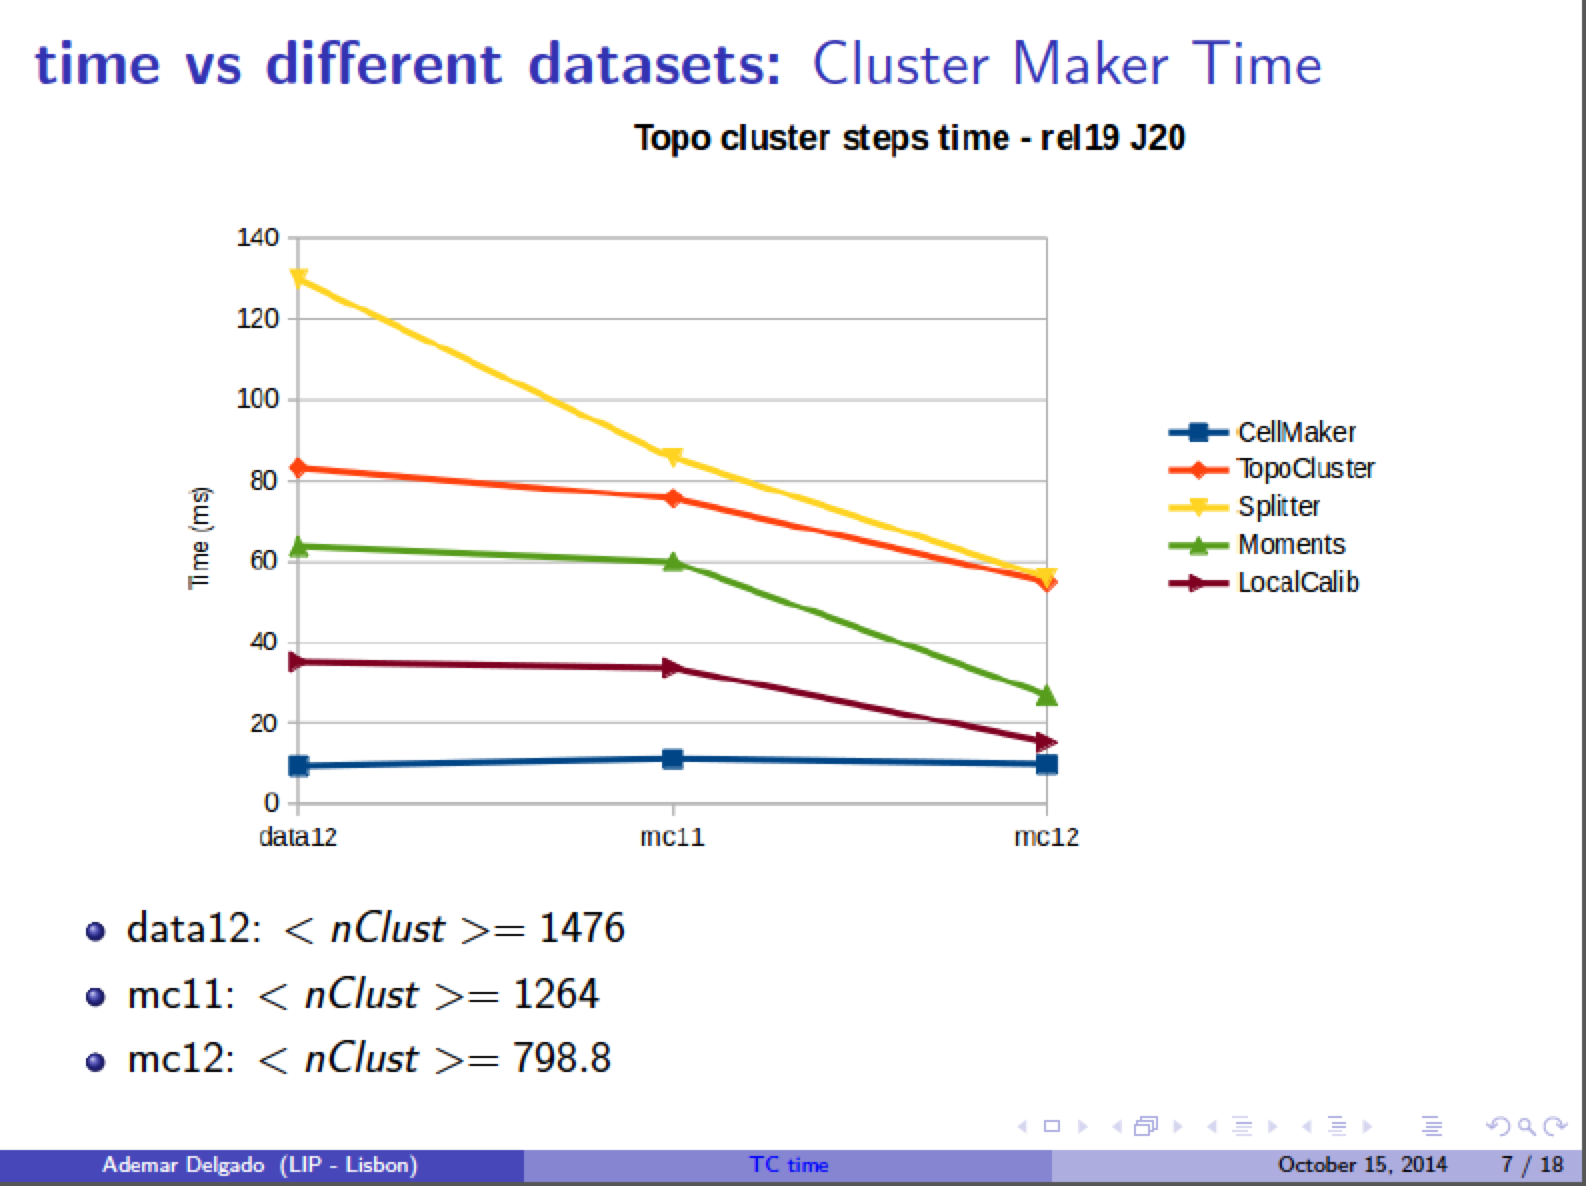 time vs different datasets: Cluster Maker Time
Topo cluster steps time - rel19 J20
140
120
100
80
60
40
20
0
Time (ms)
data12 mc11 mc12
CellMaker
TopoCluster
Splitter
Moments
LocalCalib
data12: < nClust >= 1476
mc11: < nClust >= 1264
mc12: < nClust >= 798.8
Ademar Delgado (LIP - Lisbon) TC time October 15, 2014 7 / 18